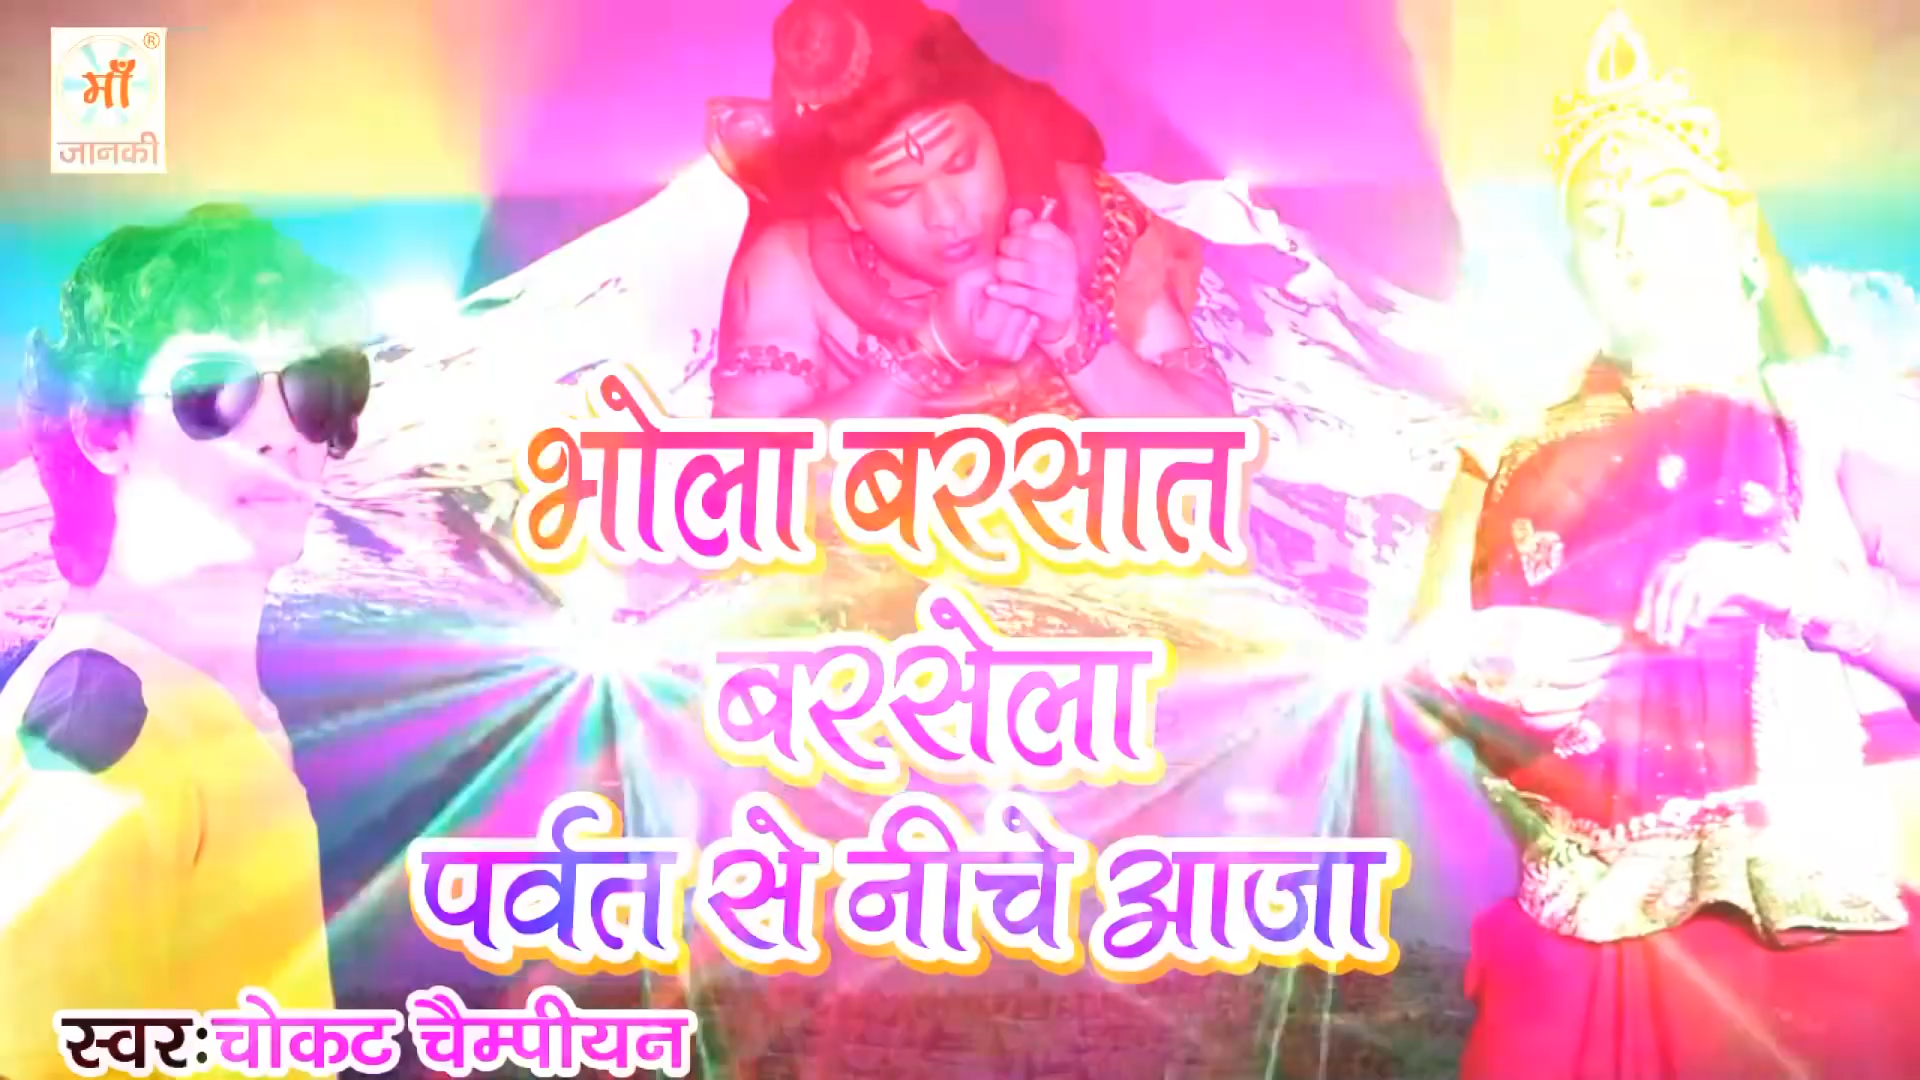 माँ ®
जानकी
भोला बरसात
बरसेला
पर्वत से नीचे आजा
स्वरः चोकट चैम्पीयन